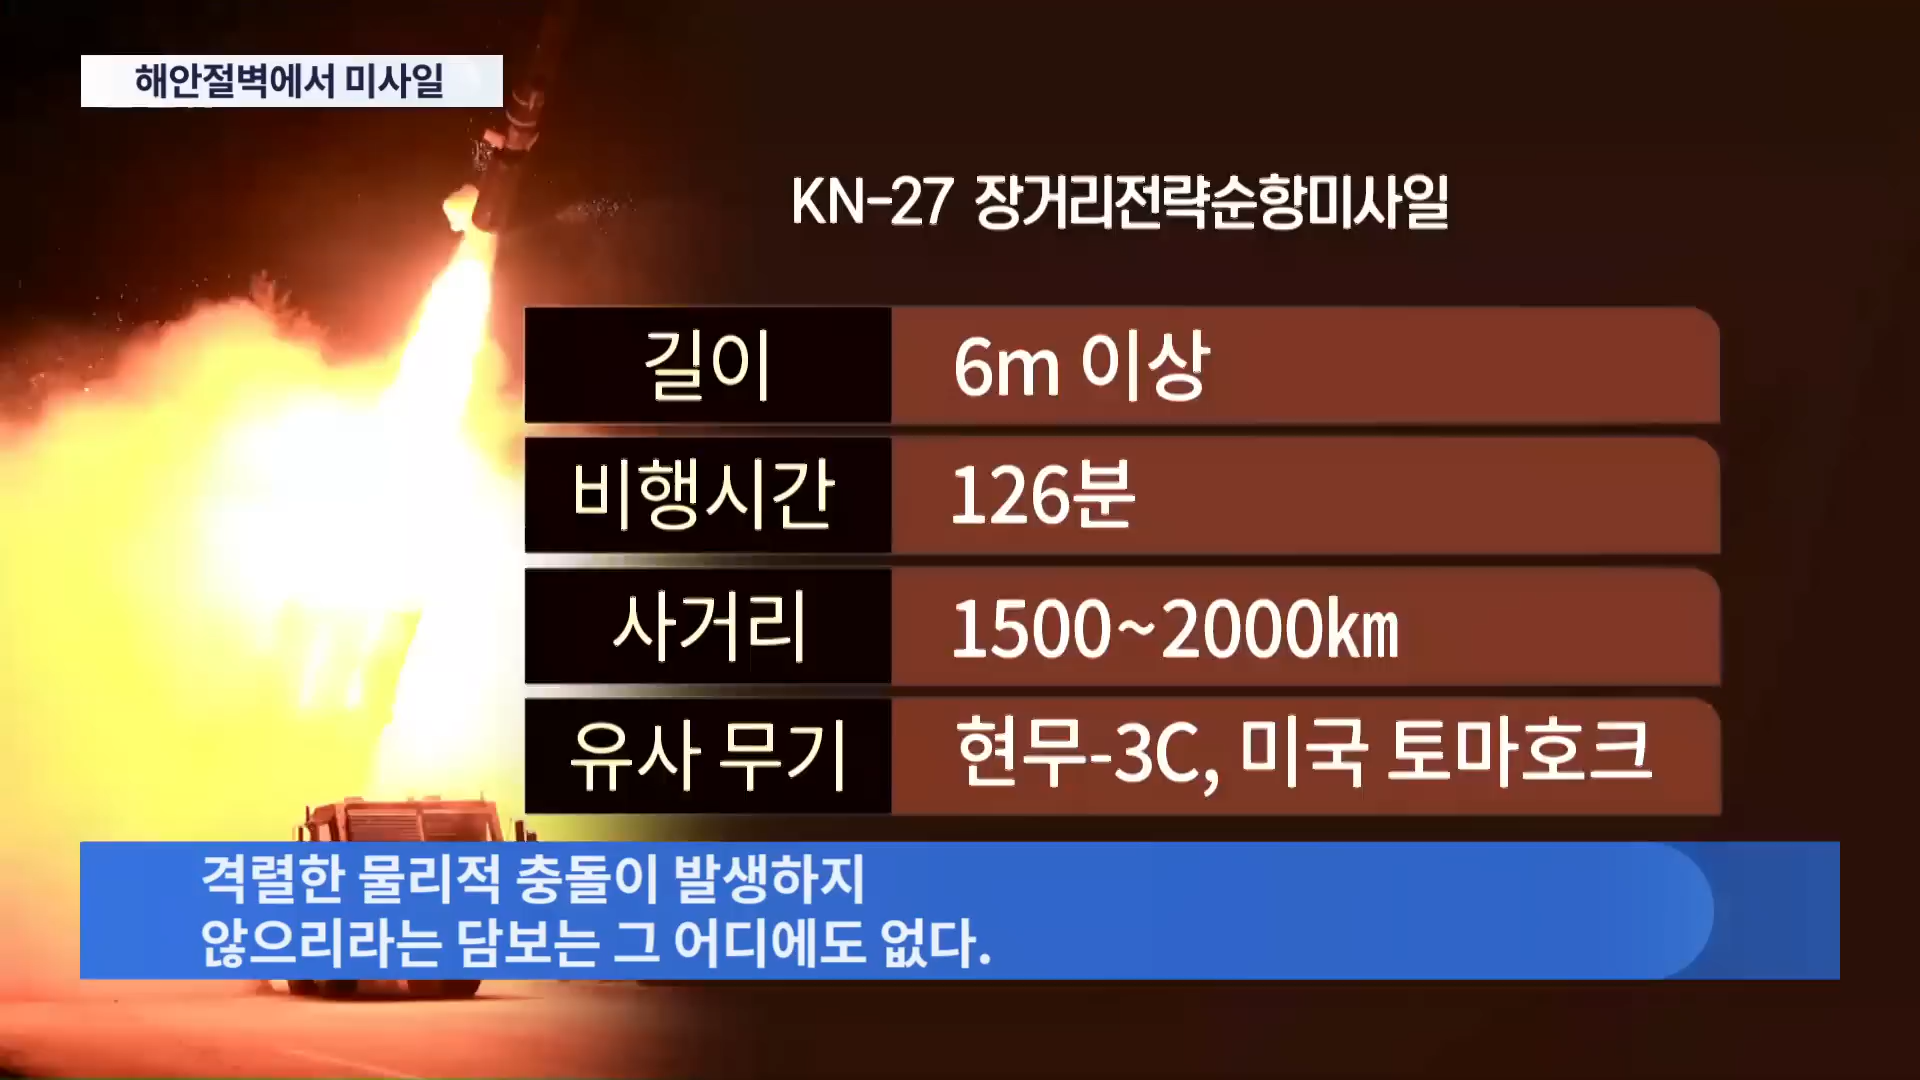 해안절벽에서 미사일
KN-27 장거리전략순항미사일
길이 6m 이상
비행시간 126분
사거리 1500~2000㎞
유사 무기 현무-3C, 미국 토마호크
격렬한 물리적 충돌이 발생하지
않으리라는 담보는 그 어디에도 없다.